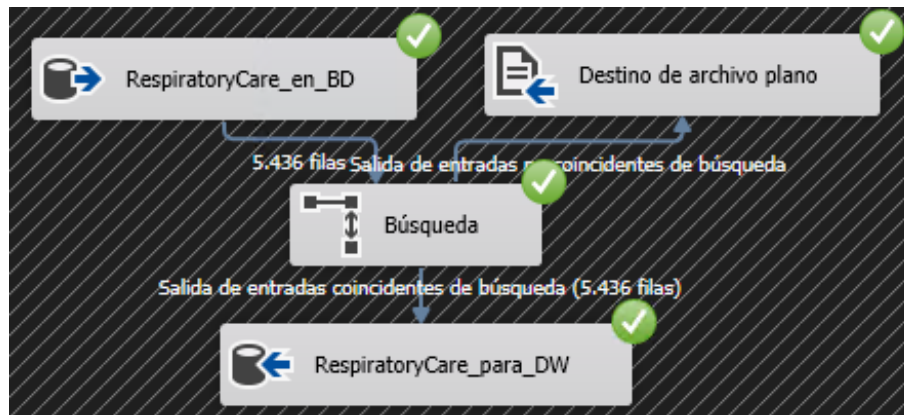 RespiratoryCare_en_BD
Destino de archivo plano
5.436 filas
Salida de entradas coincidentes de búsqueda
Búsqueda
Salida de entradas coincidentes de búsqueda (5.436 filas)
RespiratoryCare_para_DW